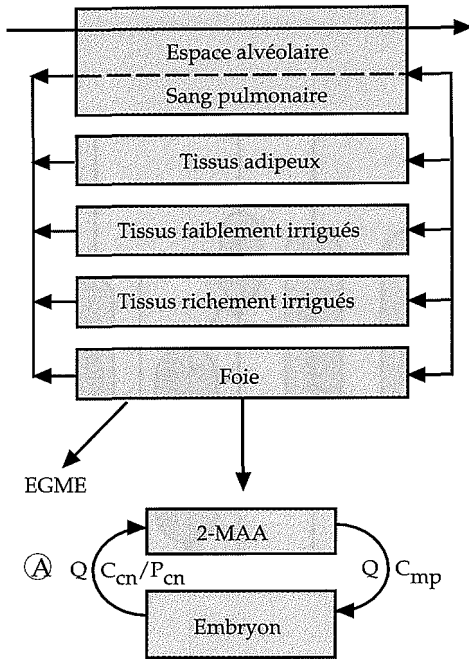 Espace alvéolaire
Sang pulmonaire
Tissus adipeux
Tissus faiblement irrigués
Tissus richement irrigués
Foie
EGME
2-MAA
A Q Ccn/Pcn Q Cmp
Embryon